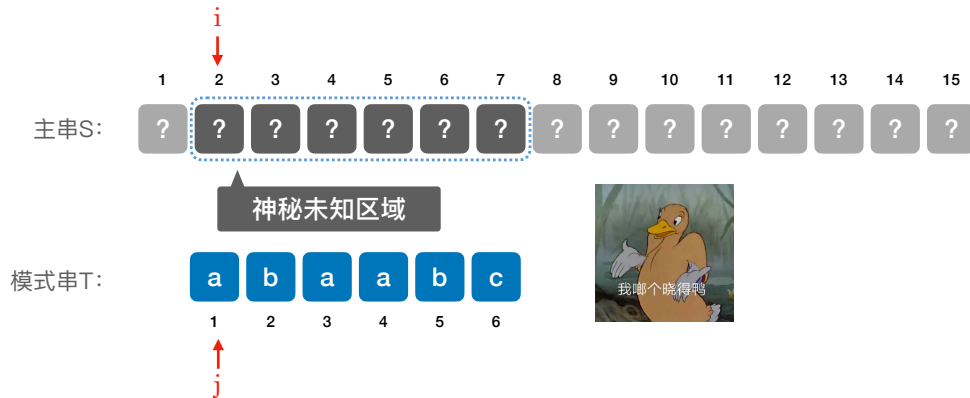 i
1 2 3 4 5 6 7 8 9 10 11 12 13 14 15
主串S： ? ? ? ? ? ? ? ? ? ? ? ? ? ? ?
神秘未知区域
模式串T： a b a a b c
我啷个晓得鸭
1 2 3 4 5 6
j